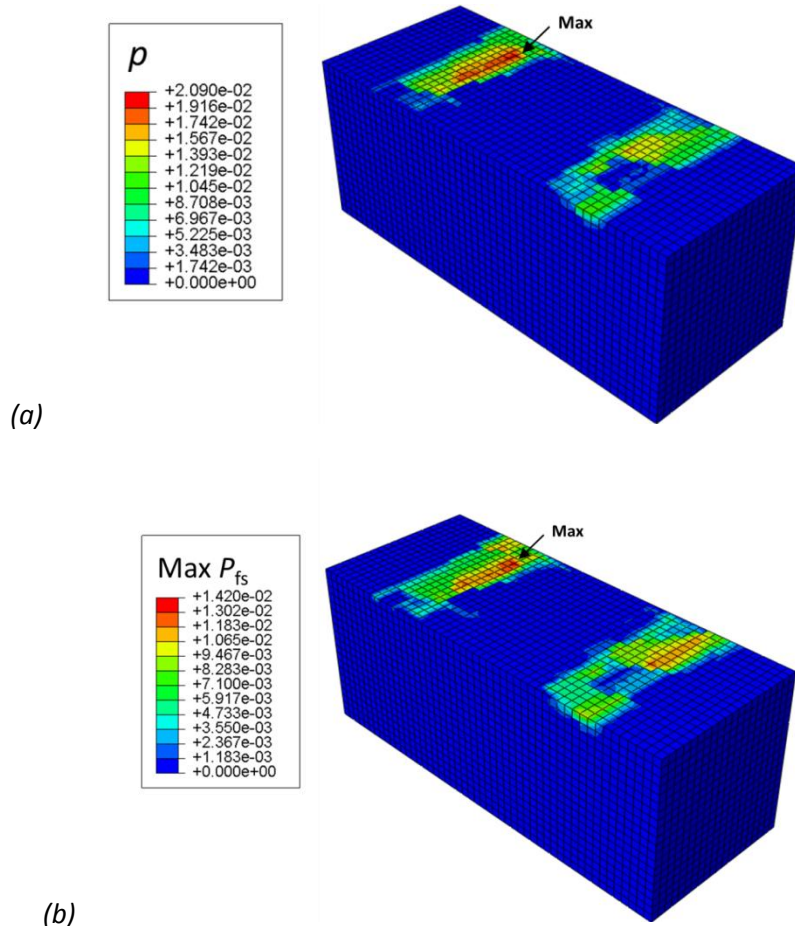 Max
p
+2.090e-02
+1.916e-02
+1.742e-02
+1.567e-02
+1.393e-02
+1.219e-02
+1.045e-02
+8.708e-03
+6.967e-03
+5.225e-03
+3.483e-03
+1.742e-03
+0.000e+00
(a)
Max
Max Pfs
+1.420e-02
+1.302e-02
+1.183e-02
+1.065e-02
+9.467e-03
+8.283e-03
+7.100e-03
+5.917e-03
+4.733e-03
+3.550e-03
+2.367e-03
+1.183e-03
+0.000e+00
(b)